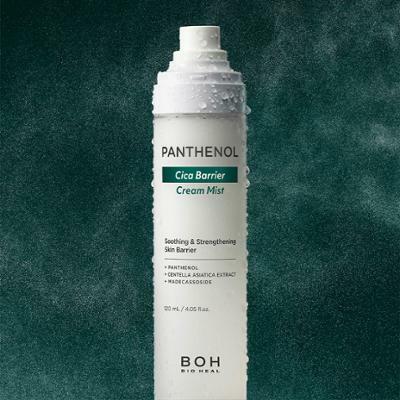 PANTHENOL
Cica Barrier
Cream Mist
Soothing & Strengthening
Skin Barrier
+ PANTHENOL
+ CENTELLA ASIATICA EXTRACT
+ MADECASSOSIDE
120 mL / 4.05 fl.oz.
BOH
BIO HEAL